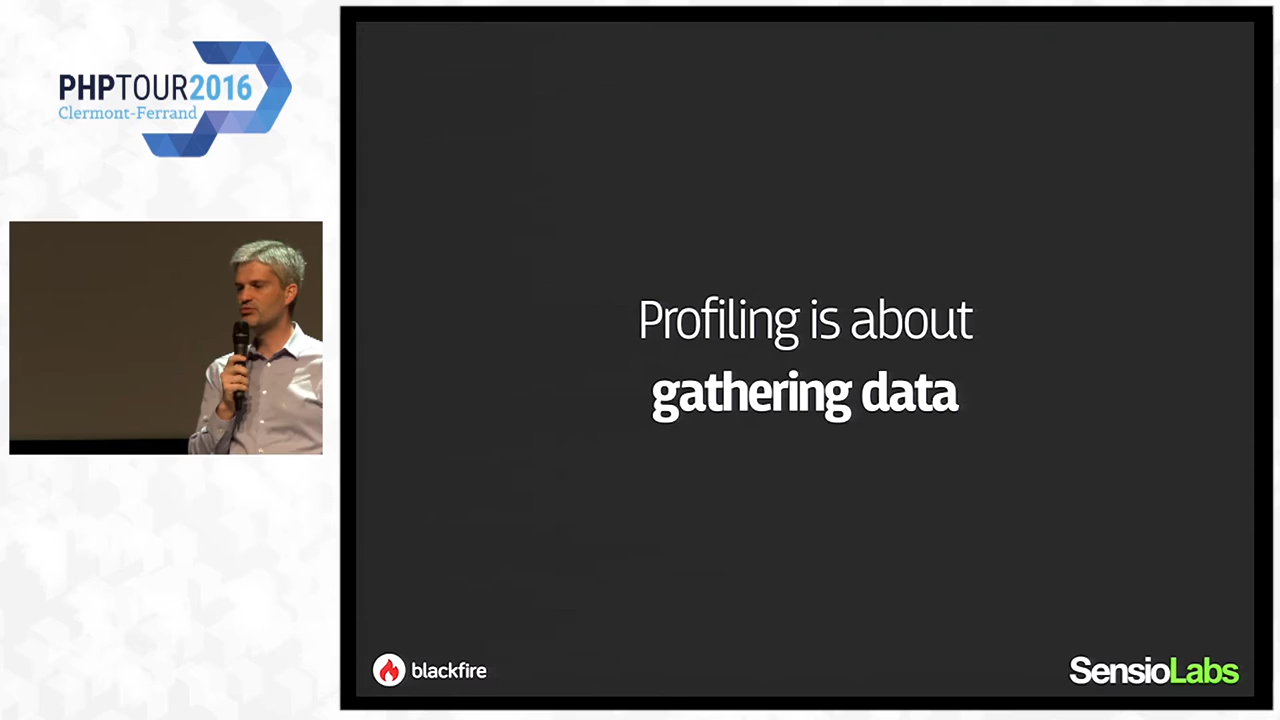 PHPTOUR2016
Clermont-Ferrand
Profiling is about
gathering data
blackfire
SensioLabs